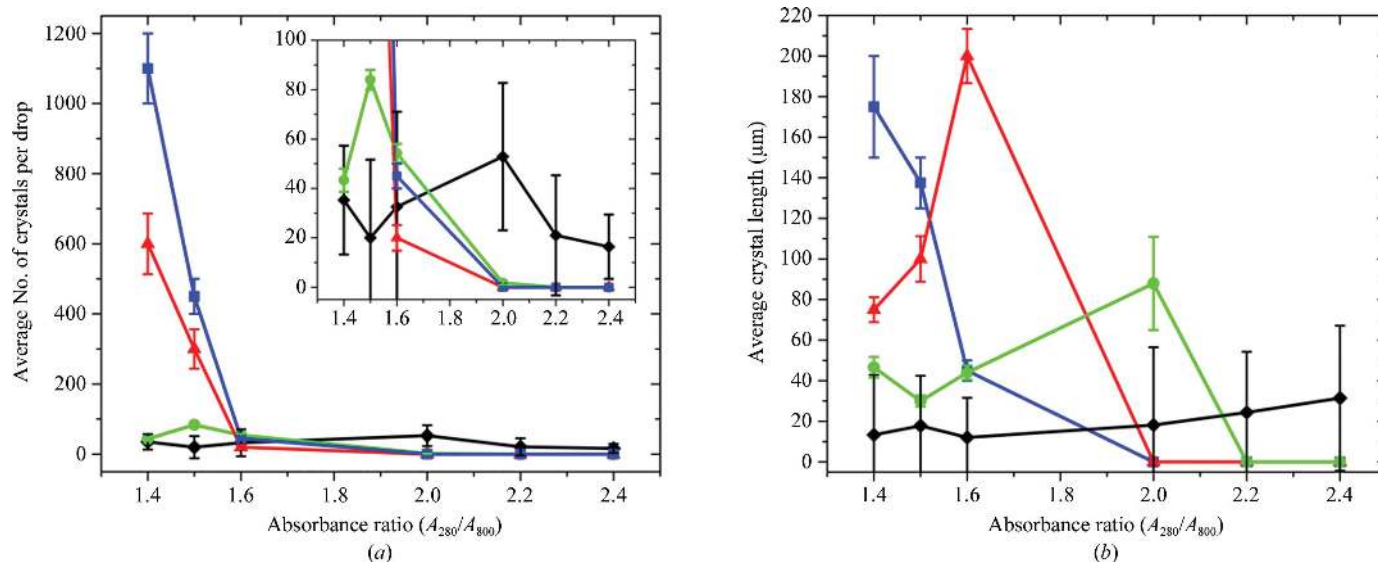 Average No. of crystals per drop
1200
1000
800
600
400
200
0
100
80
60
40
20
0
1.4 1.6 1.8 2.0 2.2 2.4
1.4 1.6 1.8 2.0 2.2 2.4
Absorbance ratio (A280/A800)
(a)
Average crystal length (μm)
220
200
180
160
140
120
100
80
60
40
20
0
1.4 1.6 1.8 2.0 2.2 2.4
Absorbance ratio (A280/A800)
(b)